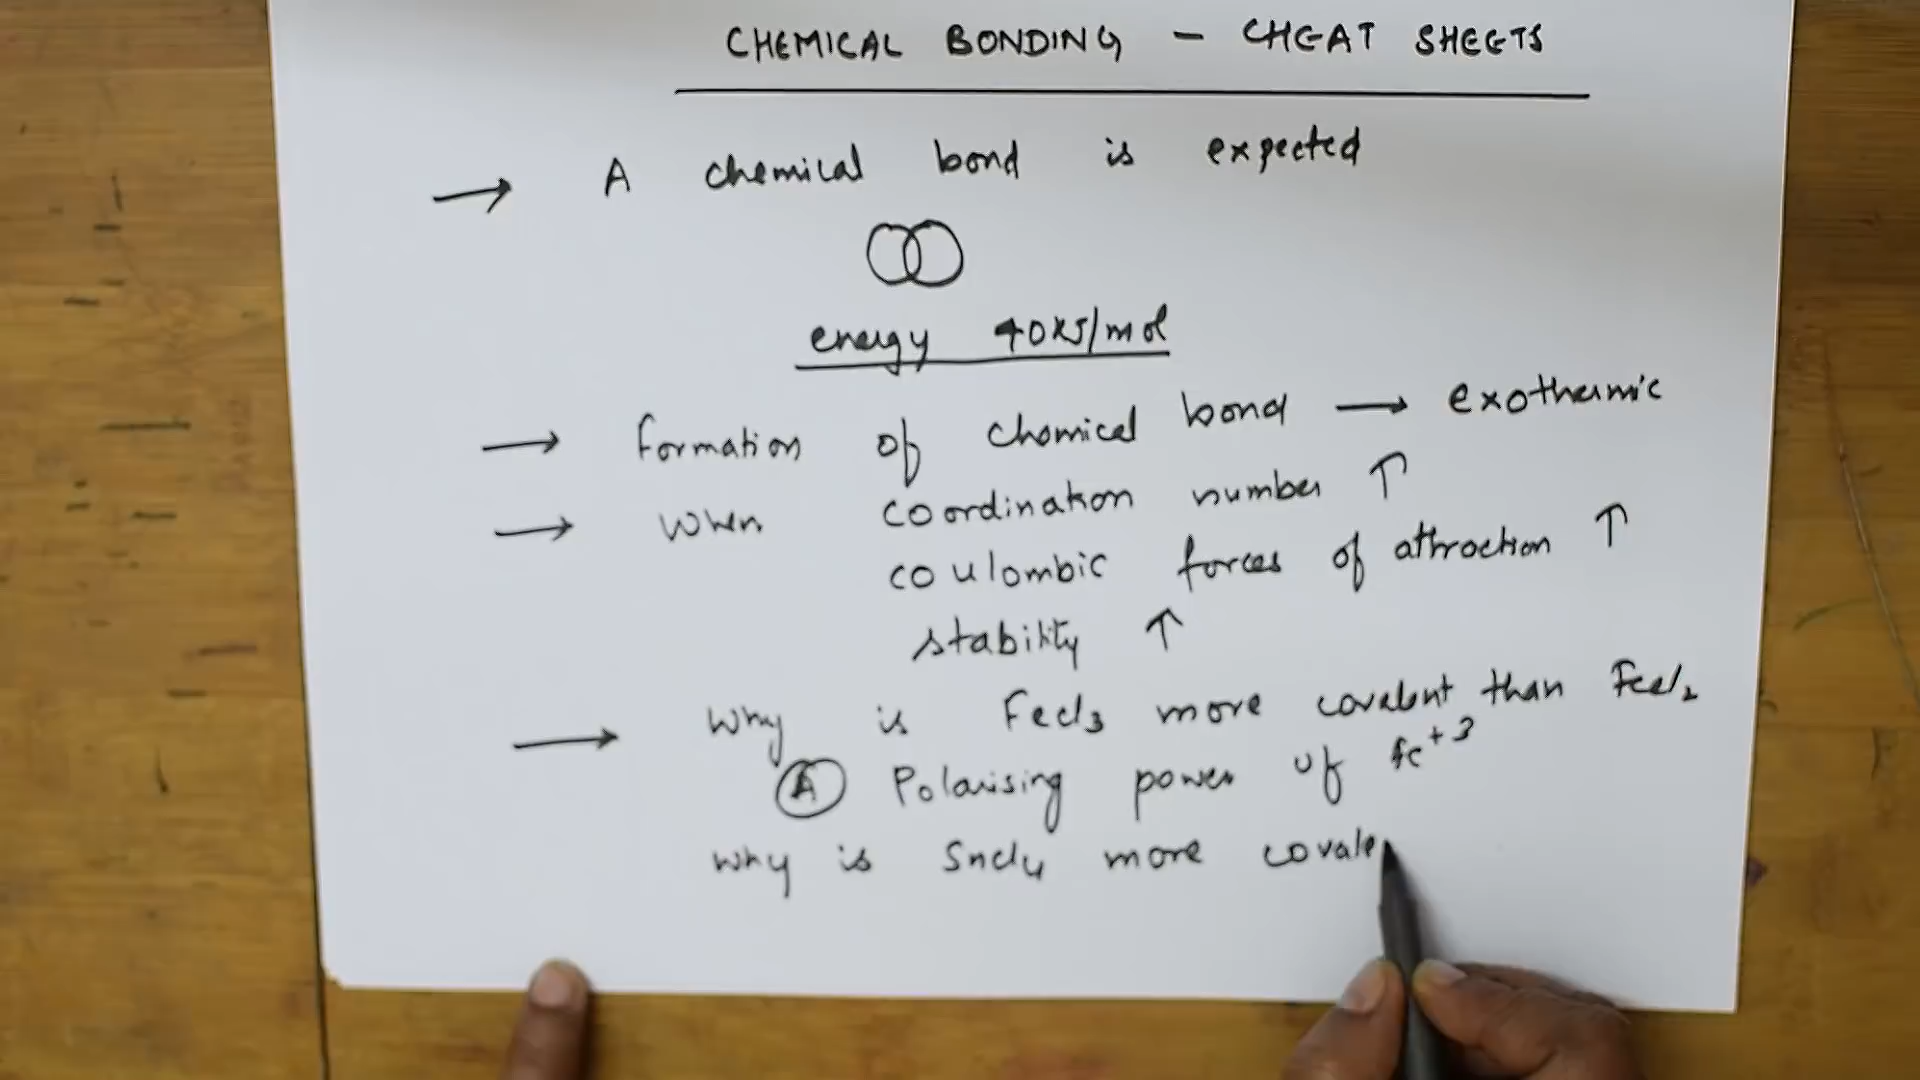 CHEMICAL BONDING - CHEAT SHEETS
→ A chemical bond is expected
energy 40KJ/mol
→ Formation of chemical bond → exothermic
→ When coordination number ↑
coulombic forces of attraction ↑
stability ↑
→ Why is FeCl3 more covalent than FeCl2
A Polarising power of Fe+3
why is SnCl4 more covale